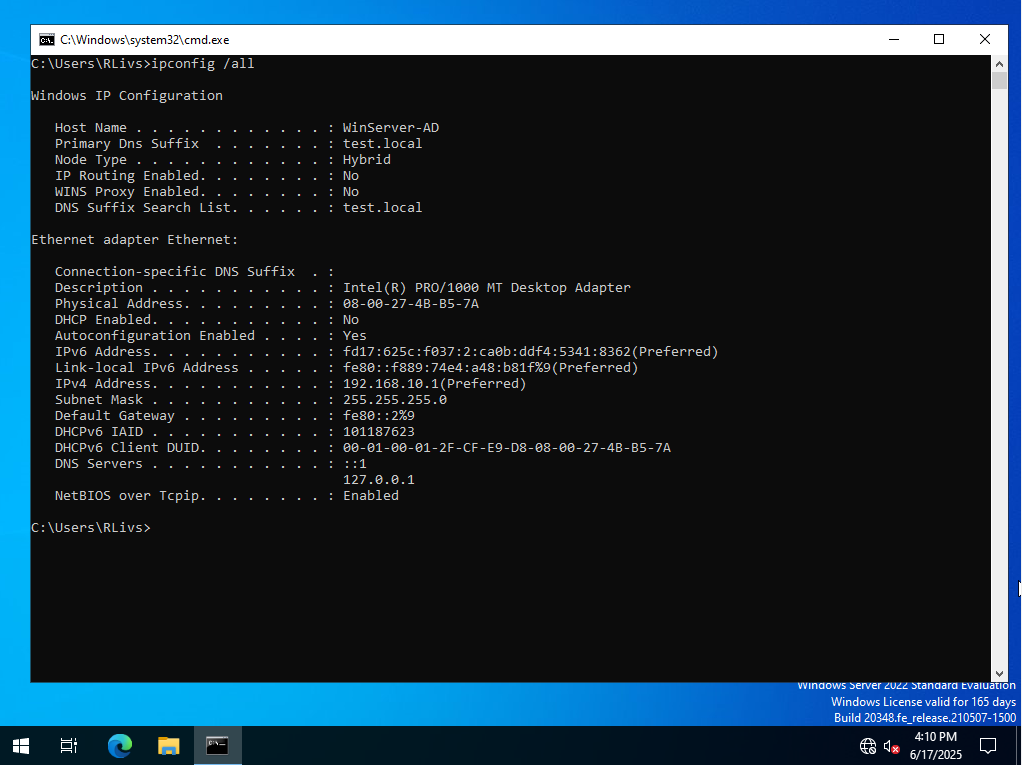 C:\Windows\system32\cmd.exe
C:\Users\RLivs>ipconfig /all
Windows IP Configuration
Host Name . . . . . . . . . . . . : WinServer-AD
Primary Dns Suffix  . . . . . . . : test.local
Node Type . . . . . . . . . . . . : Hybrid
IP Routing Enabled. . . . . . . . : No
WINS Proxy Enabled. . . . . . . . : No
DNS Suffix Search List. . . . . . : test.local
Ethernet adapter Ethernet:
Connection-specific DNS Suffix  . :
Description . . . . . . . . . . . : Intel(R) PRO/1000 MT Desktop Adapter
Physical Address. . . . . . . . . : 08-00-27-4B-B5-7A
DHCP Enabled. . . . . . . . . . . : No
Autoconfiguration Enabled . . . . : Yes
IPv6 Address. . . . . . . . . . . : fd17:625c:f037:2:ca0b:ddf4:5341:8362(Preferred)
Link-local IPv6 Address . . . . . : fe80::f889:74e4:a48:b81f%9(Preferred)
IPv4 Address. . . . . . . . . . . : 192.168.10.1(Preferred)
Subnet Mask . . . . . . . . . . . : 255.255.255.0
Default Gateway . . . . . . . . . : fe80::2%9
DHCPv6 IAID . . . . . . . . . . . : 101187623
DHCPv6 Client DUID. . . . . . . . : 00-01-00-01-2F-CF-E9-D8-08-00-27-4B-B5-7A
DNS Servers . . . . . . . . . . . : ::1
127.0.0.1
NetBIOS over Tcpip. . . . . . . . : Enabled
C:\Users\RLivs>
Windows Server 2022 Standard Evaluation
Windows License valid for 165 days
Build 20348.fe_release.210507-1500
4:10 PM
6/17/2025